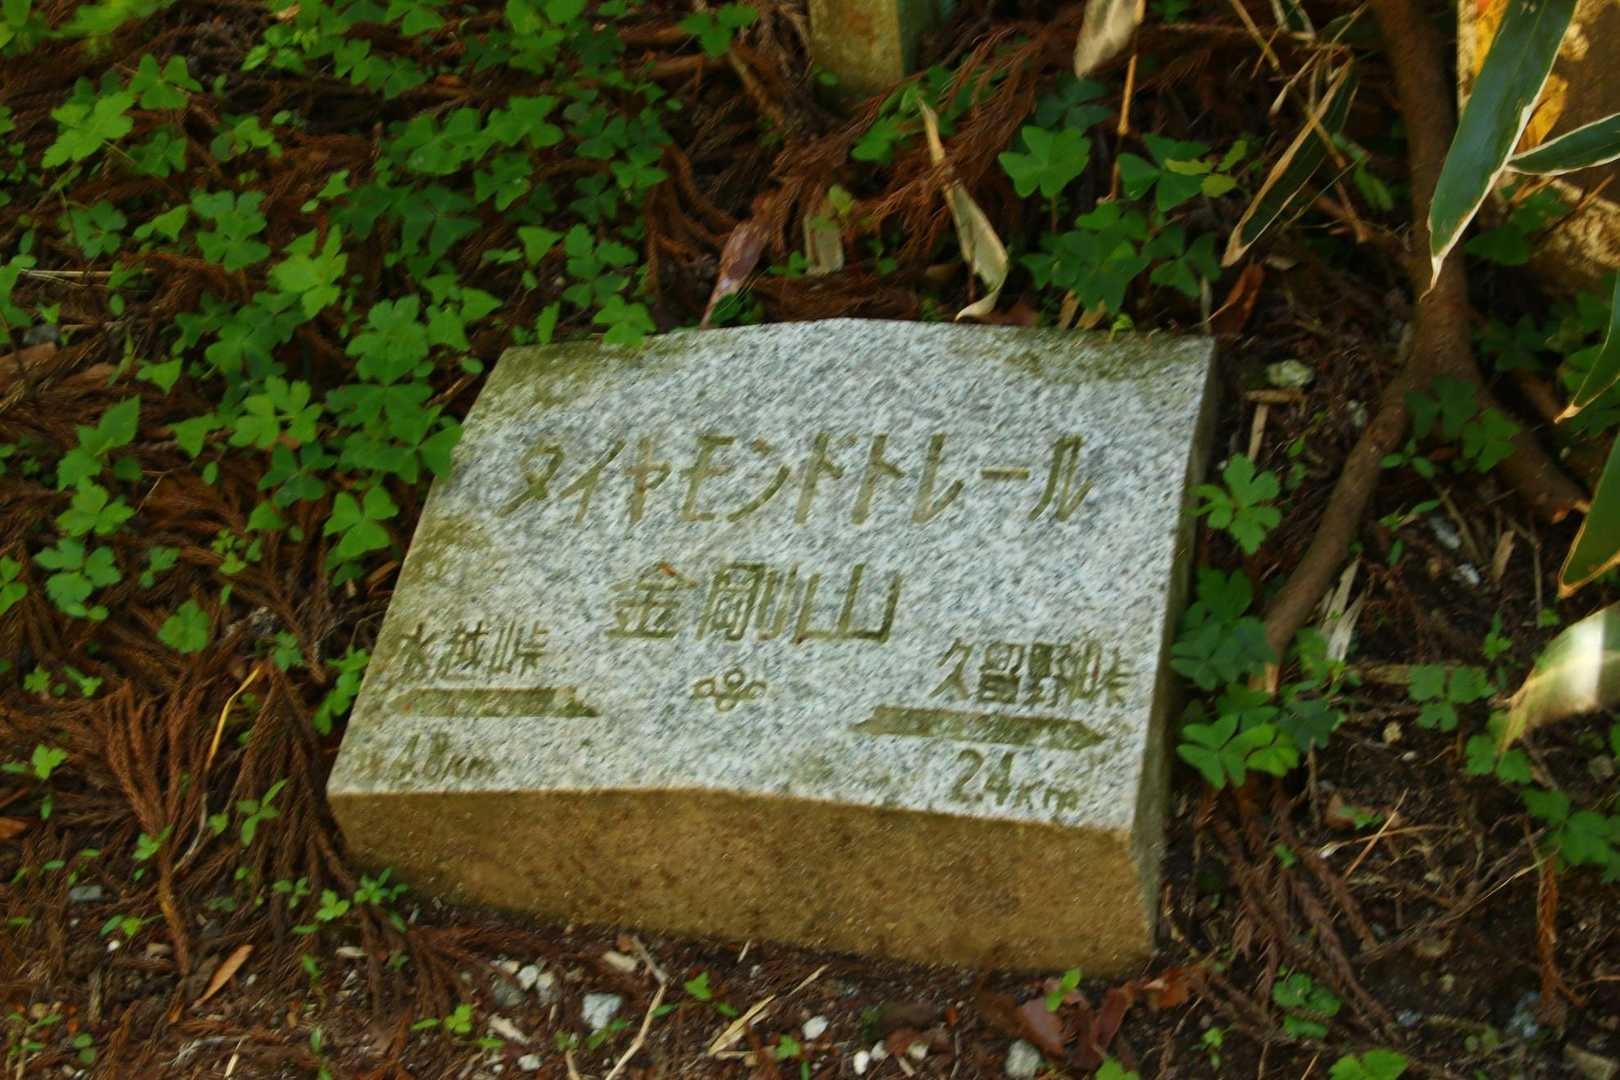 ダイヤモンドトレール
金剛山
水越峠
4.8km
久留野峠
2.4km